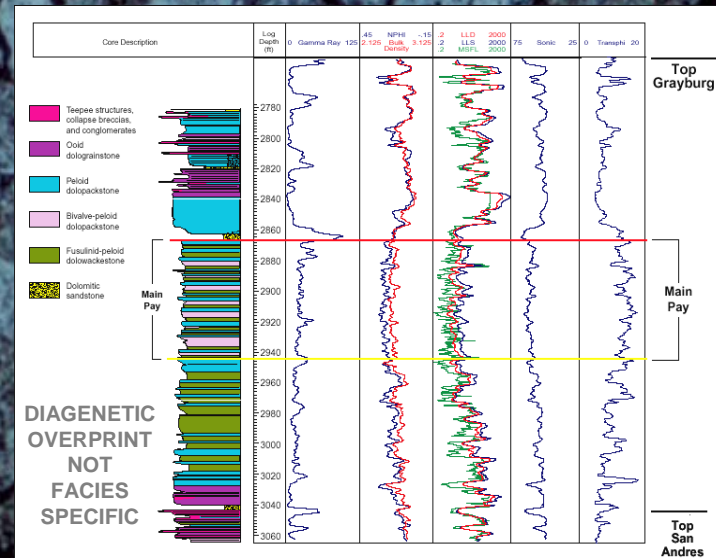 Core Description
Log
Depth
(ft)
0 Gamma Ray 125
.45 NPHI -.15
2.125 Bulk 3.125
Density
.2 LLD 2000
.2 LLS 2000
.2 MSFL 2000
75 Sonic 25
0 Transphi 20
Top
Grayburg
Teepee structures,
collapse breccias,
and conglomerates
Ooid
dolograinstone
Peloid
dolopackstone
Bivalve-peloid
dolopackstone
Fusulinid-peloid
dolowackestone
Dolomitic
sandstone
2780
2800
2820
2840
2860
2880
2900
2920
2940
2960
2980
3000
3020
3040
3060
Main
Pay
Main
Pay
DIAGENETIC
OVERPRINT
NOT
FACIES
SPECIFIC
Top
San
Andres